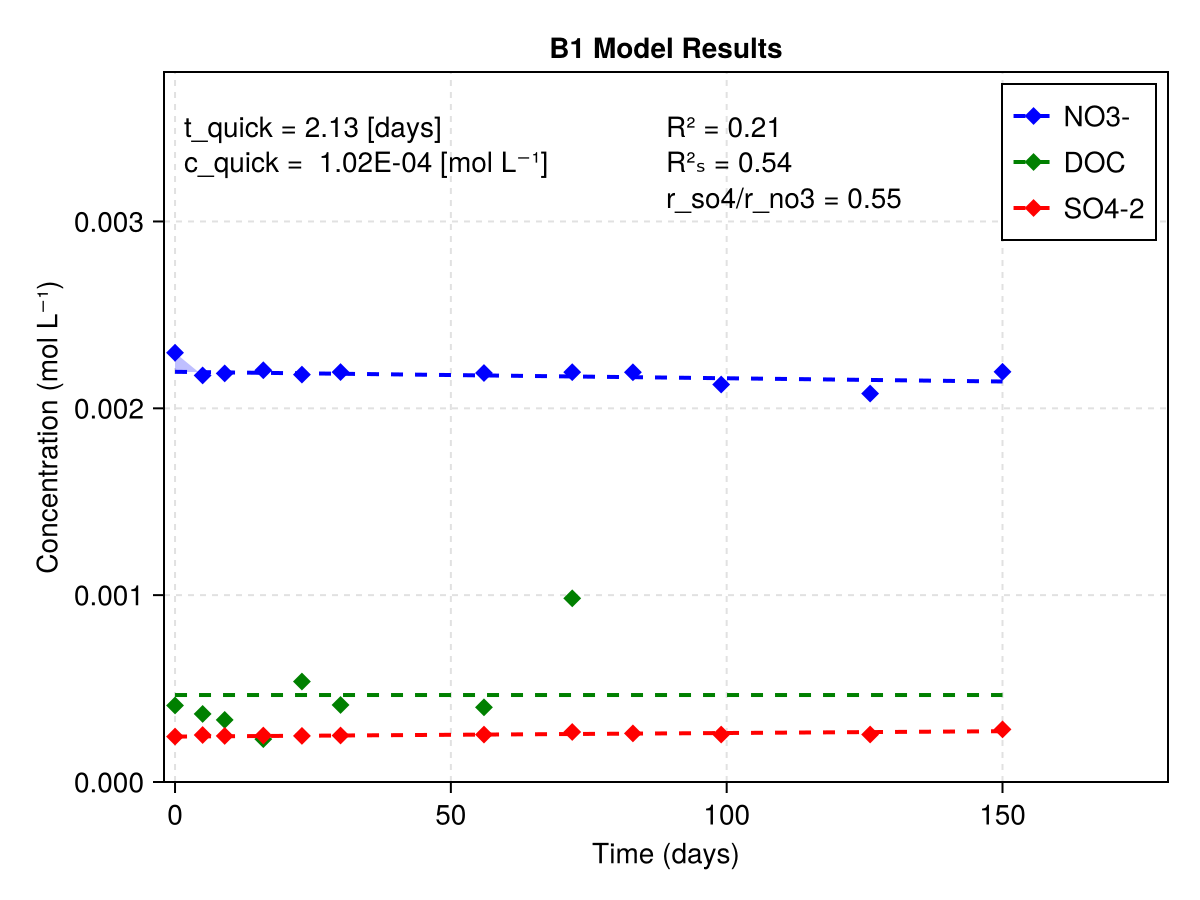 B1 Model Results
t_quick = 2.13 [days]
c_quick =  1.02E-04 [mol L⁻¹]
R² = 0.21
R²ₛ = 0.54
r_so4/r_no3 = 0.55
NO3-
DOC
SO4-2
Concentration (mol L⁻¹)
0.003
0.002
0.001
0.000
0
50
100
150
Time (days)